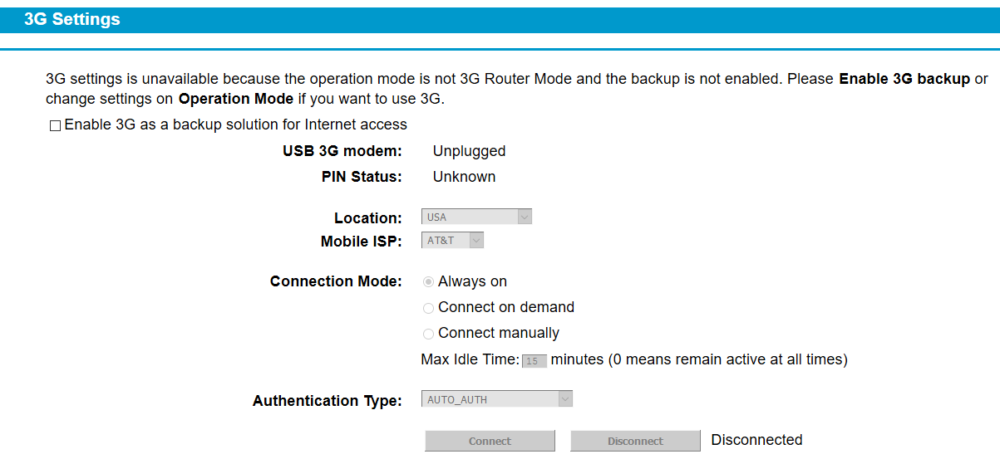 3G Settings
3G settings is unavailable because the operation mode is not 3G Router Mode and the backup is not enabled. Please Enable 3G backup or
change settings on Operation Mode if you want to use 3G.
Enable 3G as a backup solution for Internet access
USB 3G modem: Unplugged
PIN Status: Unknown
Location: USA
Mobile ISP: AT&T
Connection Mode: Always on
Connect on demand
Connect manually
Max Idle Time: 15 minutes (0 means remain active at all times)
Authentication Type: AUTO_AUTH
Connect Disconnect Disconnected